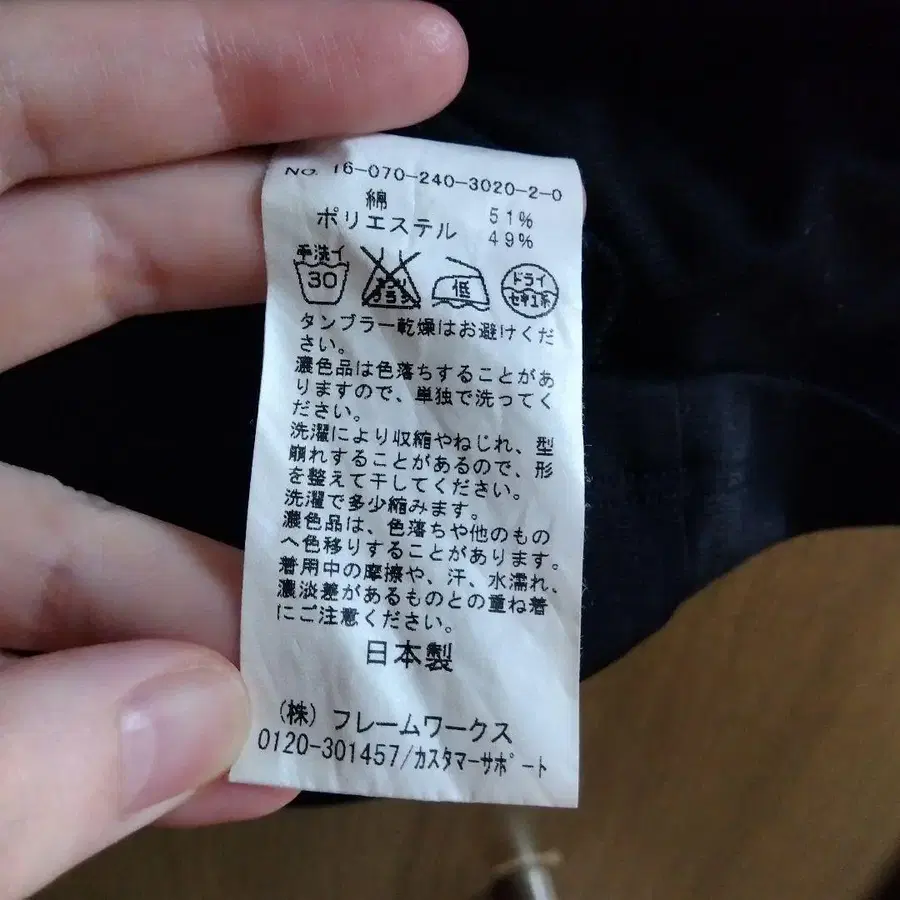 NO. 16-070-240-3020-2-0
綿 51%
ポリエステル 49%
手洗イ
30
エンソサラシ
低
ドライ
セキユ系
タンブラー乾燥はお避けくだ
さい。
濃色品は色落ちすることがあ
りますので、単独で洗ってく
ださい。
洗濯により収縮やねじれ、型
崩れすることがあるので、形
を整えて干してください。
洗濯で多少縮みます。
濃色品は、色落ちや他のもの
へ色移りすることがあります。
着用中の摩擦や、汗、水濡れ、
濃淡差があるものとの重ね着
にご注意ください。
日本製
(株) フレームワークス
0120-301457/カスタマーサポート